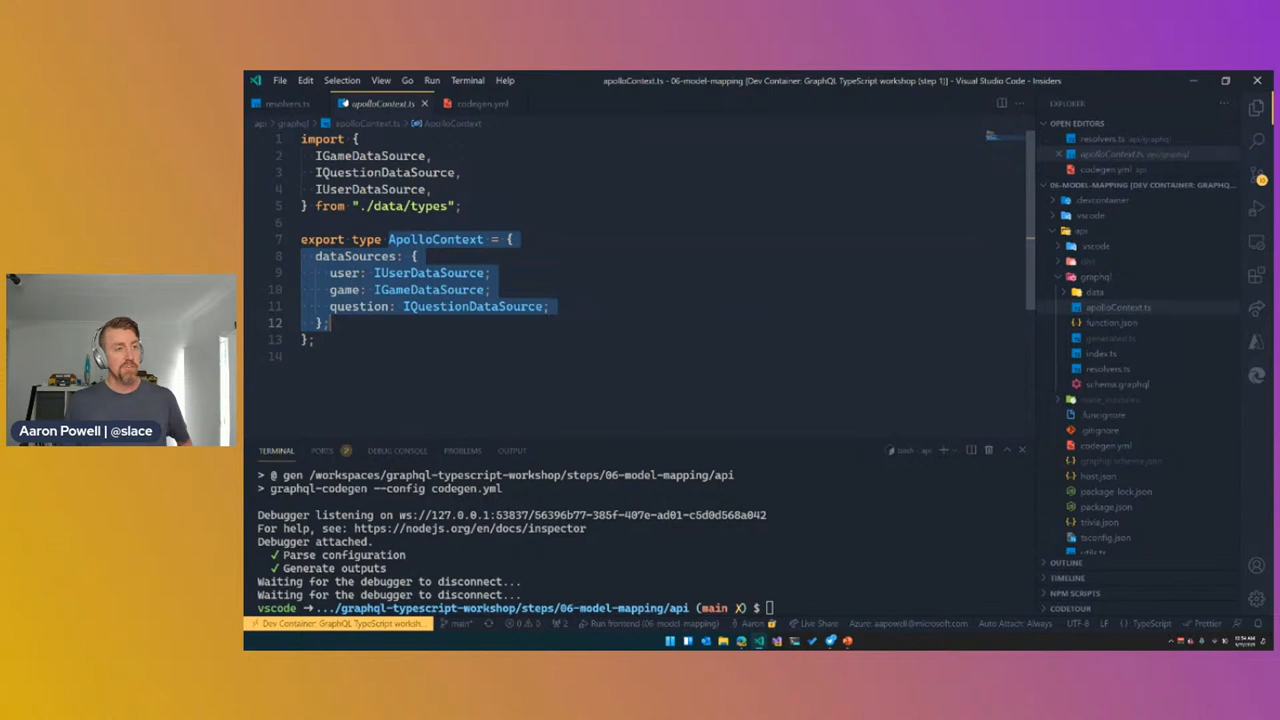 File Edit Selection View Go Run Terminal Help
apolloContext.ts - 06-model-mapping [Dev Container: GraphQL TypeScript workshop [step 1]] - Visual Studio Code - Insiders
resolvers.ts
apolloContext.ts
codegen.yml
api > graphql > apolloContext.ts > ApolloContext
1 import {
2 IGameDataSource,
3 IQuestionDataSource,
4 IUserDataSource,
5 } from "./data/types";
6
7 export type ApolloContext = {
8 dataSources: {
9 user: IUserDataSource;
10 game: IGameDataSource;
11 question: IQuestionDataSource;
12 };
13 };
14
EXPLORER
OPEN EDITORS
resolvers.ts api/graphql
apolloContext.ts api/graphql
codegen.yml api
06-MODEL-MAPPING [DEV CONTAINER: GRAPHQ...
.devcontainer
.vscode
api
.vscode
dist
graphql
data
apolloContext.ts
function.json
generated.ts
index.ts
resolvers.ts
schema.graphql
node_modules
.funcignore
.gitignore
codegen.yml
graphql.schema.json
host.json
package-lock.json
package.json
trivia.json
tsconfig.json
utils.ts
OUTLINE
TIMELINE
NPM SCRIPTS
CODETOUR
TERMINAL PORTS 2 DEBUG CONSOLE PROBLEMS OUTPUT
bash - api
> @ gen /workspaces/graphql-typescript-workshop/steps/06-model-mapping/api
> graphql-codegen --config codegen.yml
Debugger listening on ws://127.0.0.1:53837/56396b77-385f-407e-ad01-c5d0d568a042
For help, see: https://nodejs.org/en/docs/inspector
Debugger attached.
✓ Parse configuration
✓ Generate outputs
Waiting for the debugger to disconnect...
Waiting for the debugger to disconnect...
vscode → .../graphql-typescript-workshop/steps/06-model-mapping/api (main ✗) $
Dev Container: GraphQL TypeScript worksh... main* 0 0 2 Run frontend (06-model-mapping) Aaron Live Share Azure: aapowell@microsoft.com Auto Attach: Always UTF-8 LF { } TypeScript Prettier
Aaron Powell | @slace